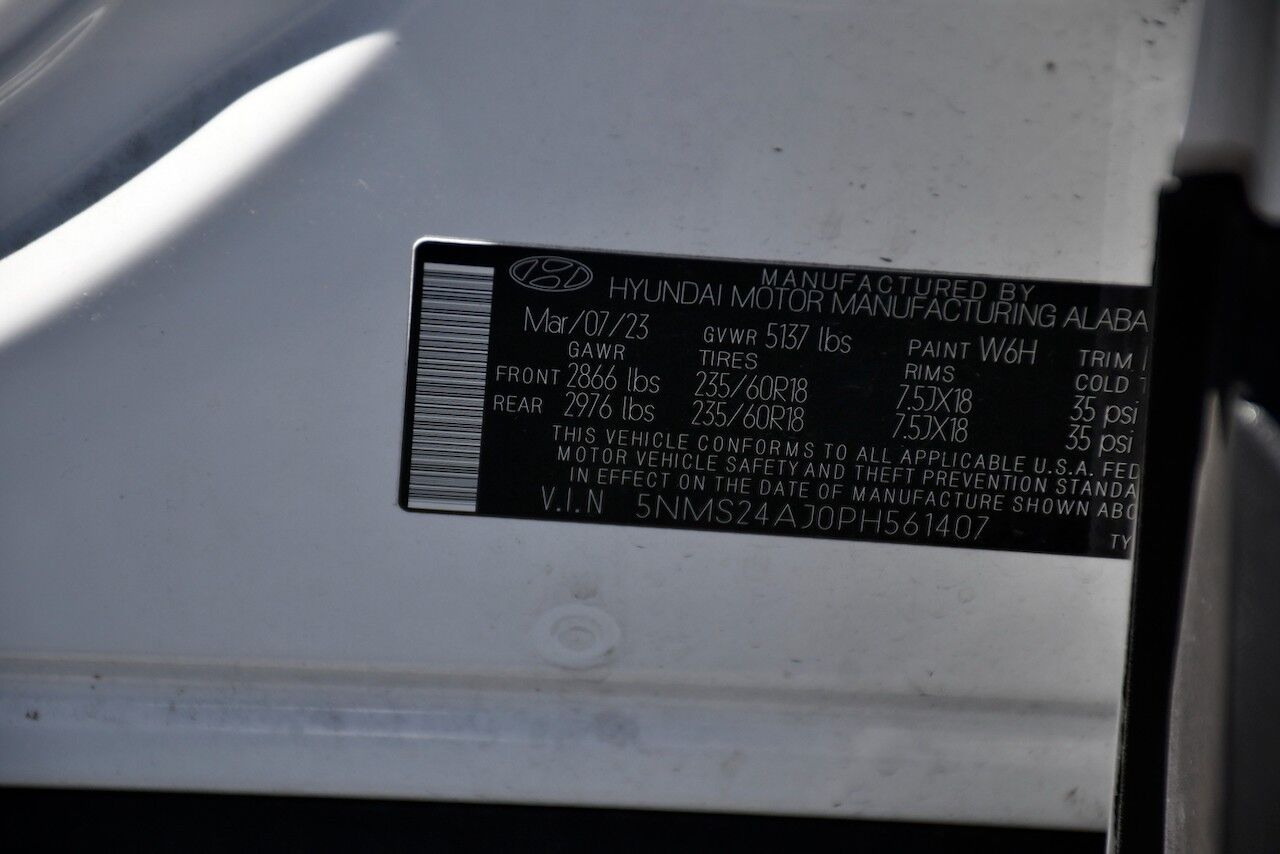 MANUFACTURED BY
HYUNDAI MOTOR MANUFACTURING ALABA
Mar/07/23 GVWR 5137 lbs PAINT W6H TRIM
GAWR TIRES RIMS COLD
FRONT 2866 lbs 235/60R18 7.5JX18 35 psi
REAR 2976 lbs 235/60R18 7.5JX18 35 psi
THIS VEHICLE CONFORMS TO ALL APPLICABLE U.S.A. FED
MOTOR VEHICLE SAFETY AND THEFT PREVENTION STANDA
IN EFFECT ON THE DATE OF MANUFACTURE SHOWN ABO
V.I.N 5NMS24AJ0PH561407 TY